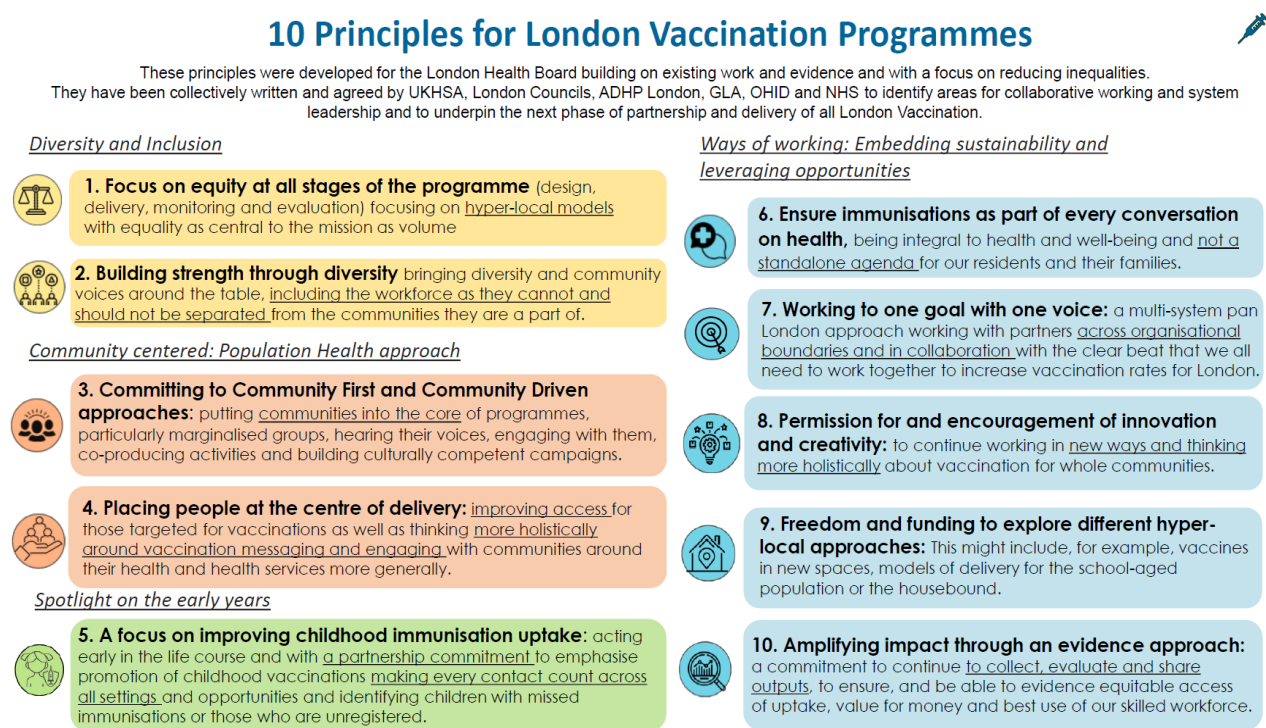 10 Principles for London Vaccination Programmes
These principles were developed for the London Health Board building on existing work and evidence and with a focus on reducing inequalities.
They have been collectively written and agreed by UKHSA, London Councils, ADHP London, GLA, OHID and NHS to identify areas for collaborative working and system
leadership and to underpin the next phase of partnership and delivery of all London Vaccination.
Diversity and Inclusion
1. Focus on equity at all stages of the programme (design,
delivery, monitoring and evaluation) focusing on hyper-local models
with equality as central to the mission as volume
2. Building strength through diversity bringing diversity and community
voices around the table, including the workforce as they cannot and
should not be separated from the communities they are a part of.
Community centered: Population Health approach
3. Committing to Community First and Community Driven
approaches: putting communities into the core of programmes,
particularly marginalised groups, hearing their voices, engaging with them,
co-producing activities and building culturally competent campaigns.
4. Placing people at the centre of delivery: improving access for
those targeted for vaccinations as well as thinking more holistically
around vaccination messaging and engaging with communities around
their health and health services more generally.
Spotlight on the early years
5. A focus on improving childhood immunisation uptake: acting
early in the life course and with a partnership commitment to emphasise
promotion of childhood vaccinations making every contact count across
all settings and opportunities and identifying children with missed
immunisations or those who are unregistered.
Ways of working: Embedding sustainability and
leveraging opportunities
6. Ensure immunisations as part of every conversation
on health, being integral to health and well-being and not a
standalone agenda for our residents and their families.
7. Working to one goal with one voice: a multi-system pan
London approach working with partners across organisational
boundaries and in collaboration with the clear beat that we all
need to work together to increase vaccination rates for London.
8. Permission for and encouragement of innovation
and creativity: to continue working in new ways and thinking
more holistically about vaccination for whole communities.
9. Freedom and funding to explore different hyper-
local approaches: This might include, for example, vaccines
in new spaces, models of delivery for the school-aged
population or the housebound.
10. Amplifying impact through an evidence approach:
a commitment to continue to collect, evaluate and share
outputs, to ensure, and be able to evidence equitable access
of uptake, value for money and best use of our skilled workforce.